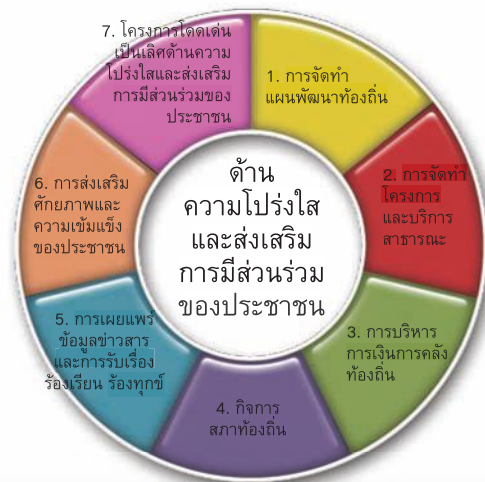 ด้าน
ความโปร่งใส
และส่งเสริม
การมีส่วนร่วม
ของประชาชน
1. การจัดทำ
แผนพัฒนาท้องถิ่น
2. การจัดทำ
โครงการ
และบริการ
สาธารณะ
3. การบริหาร
การเงินการคลัง
ท้องถิ่น
4. กิจการ
สภาท้องถิ่น
5. การเผยแพร่
ข้อมูลข่าวสาร
และการรับเรื่อง
ร้องเรียน ร้องทุกข์
6. การส่งเสริม
ศักยภาพและ
ความเข้มแข็ง
ของประชาชน
7. โครงการโดดเด่น
เป็นเลิศด้านความ
โปร่งใสและส่งเสริม
การมีส่วนร่วมของ
ประชาชน